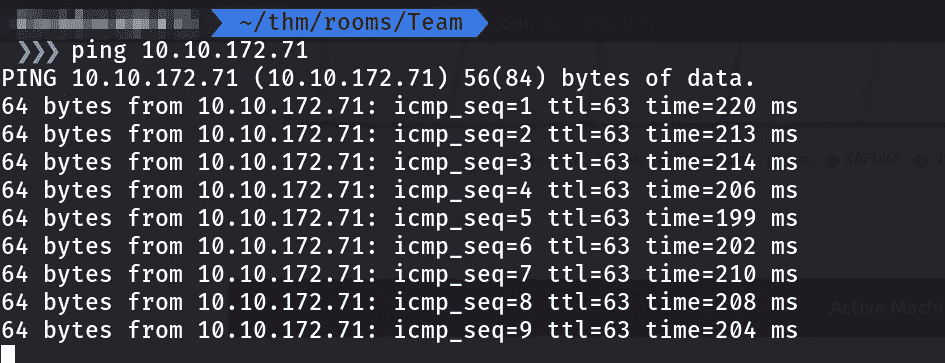 ~/thm/rooms/Team
❯❯❯ ping 10.10.172.71
PING 10.10.172.71 (10.10.172.71) 56(84) bytes of data.
64 bytes from 10.10.172.71: icmp_seq=1 ttl=63 time=220 ms
64 bytes from 10.10.172.71: icmp_seq=2 ttl=63 time=213 ms
64 bytes from 10.10.172.71: icmp_seq=3 ttl=63 time=214 ms
64 bytes from 10.10.172.71: icmp_seq=4 ttl=63 time=206 ms
64 bytes from 10.10.172.71: icmp_seq=5 ttl=63 time=199 ms
64 bytes from 10.10.172.71: icmp_seq=6 ttl=63 time=202 ms
64 bytes from 10.10.172.71: icmp_seq=7 ttl=63 time=210 ms
64 bytes from 10.10.172.71: icmp_seq=8 ttl=63 time=208 ms
Active Machi
64 bytes from 10.10.172.71: icmp_seq=9 ttl=63 time=204 ms